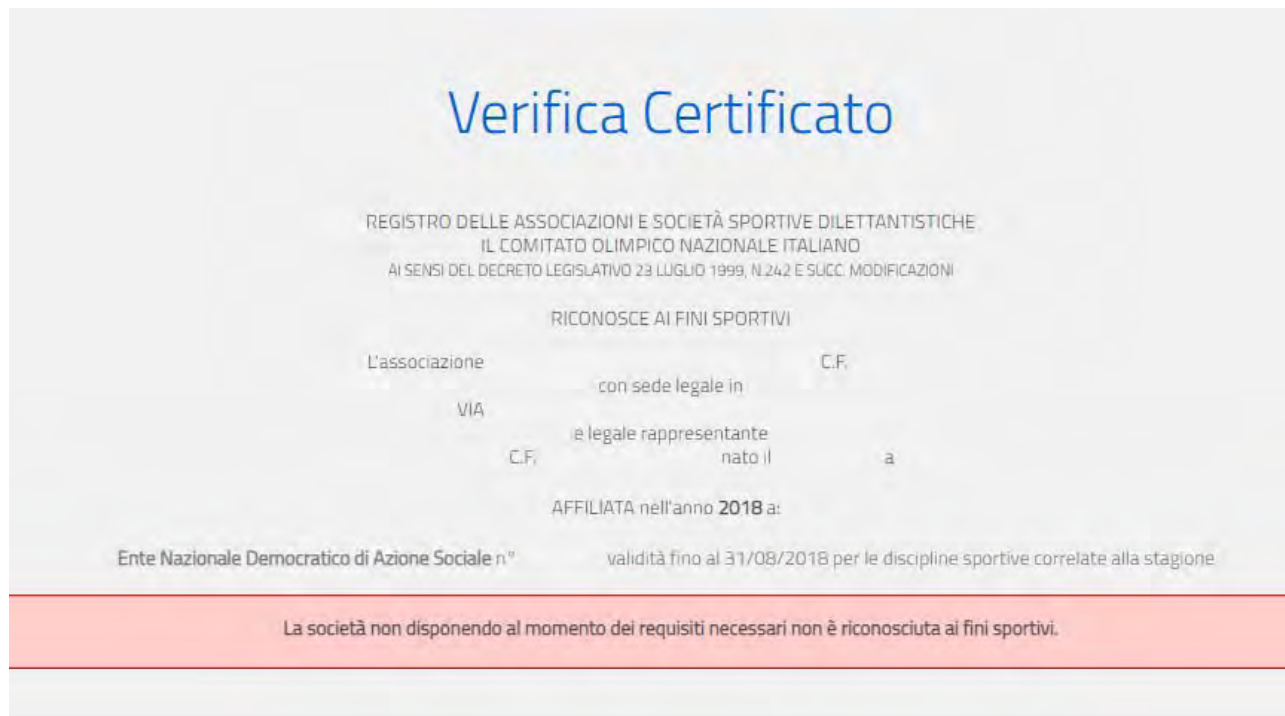 Verifica Certificato
REGISTRO DELLE ASSOCIAZIONI E SOCIETÀ SPORTIVE DILETTANTISTICHE
IL COMITATO OLIMPICO NAZIONALE ITALIANO
AI SENSI DEL DECRETO LEGISLATIVO 23 LUGLIO 1999, N.242 E SUCC. MODIFICAZIONI
RICONOSCE AI FINI SPORTIVI
L'associazione C.F.
con sede legale in
VIA
e legale rappresentante
C.F. nato il a
AFFILIATA nell'anno 2018 a:
Ente Nazionale Democratico di Azione Sociale n° validità fino al 31/08/2018 per le discipline sportive correlate alla stagione
La società non disponendo al momento dei requisiti necessari non è riconosciuta ai fini sportivi.